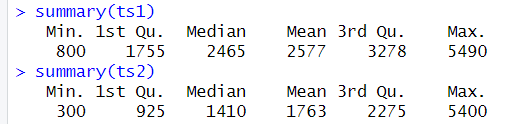 > summary(ts1)
Min. 1st Qu. Median Mean 3rd Qu. Max.
800 1755 2465 2577 3278 5490
> summary(ts2)
Min. 1st Qu. Median Mean 3rd Qu. Max.
300 925 1410 1763 2275 5400